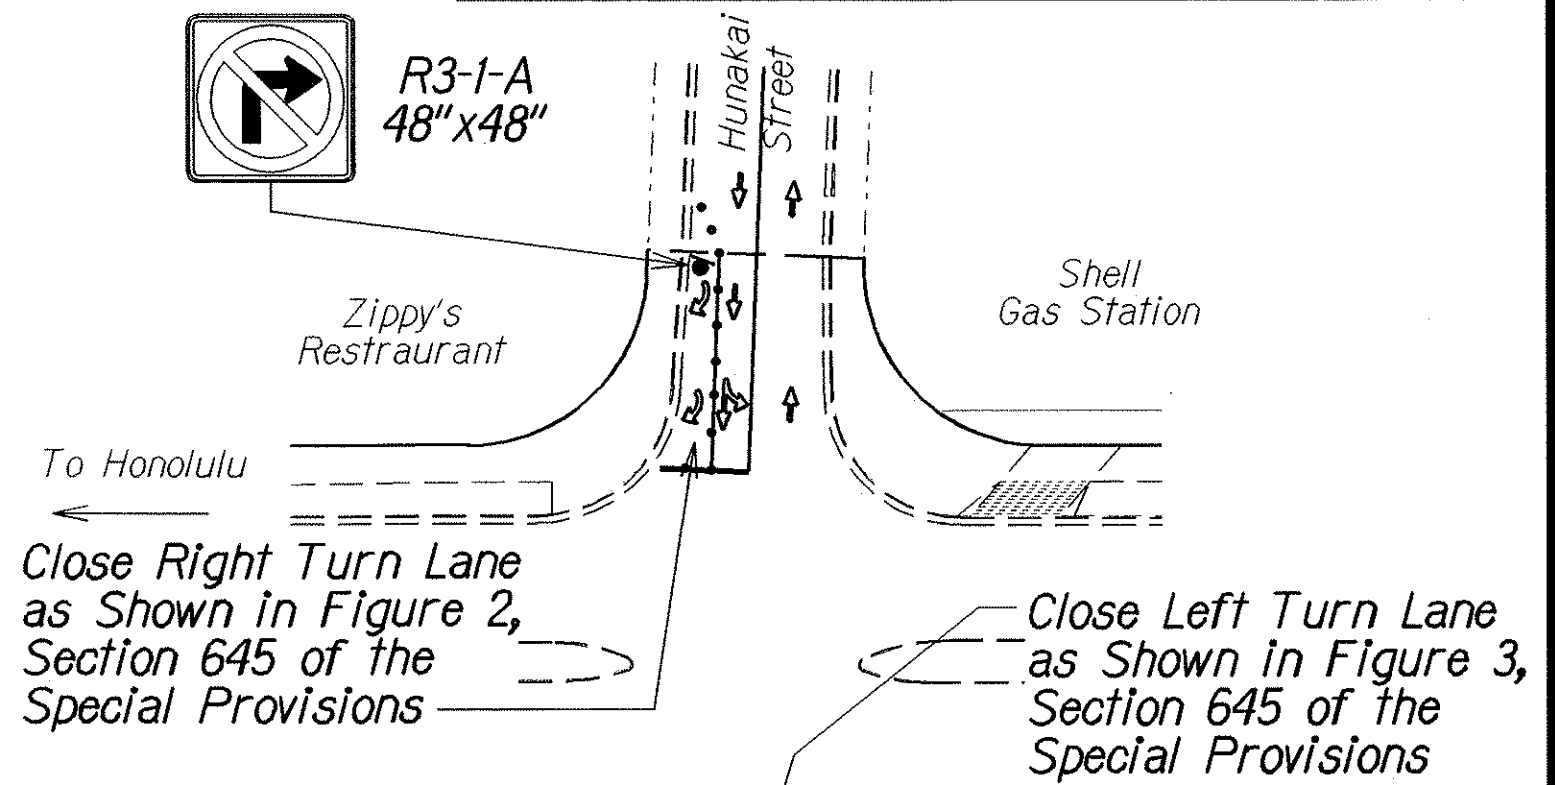 R3-1-A
48"x48"
Hunakai
Street
Zippy's
Restraurant
Shell
Gas Station
To Honolulu
Close Right Turn Lane
as Shown in Figure 2,
Section 645 of the
Special Provisions
Close Left Turn Lane
as Shown in Figure 3,
Section 645 of the
Special Provisions